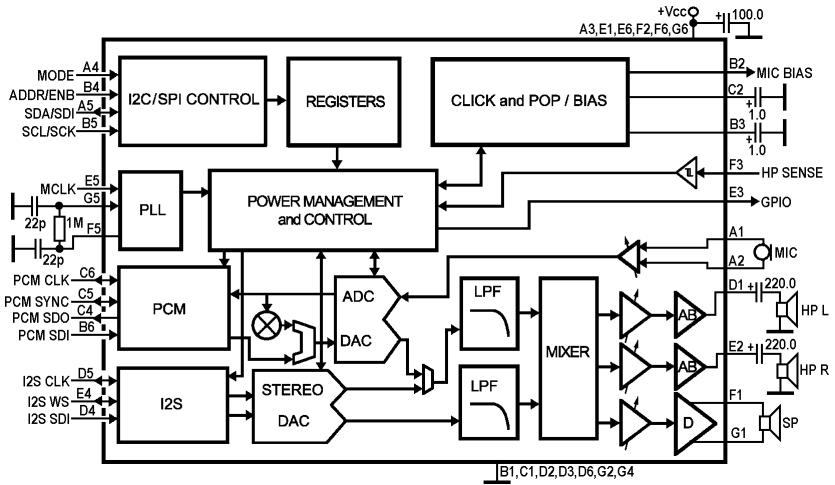 +Vcc
A3,E1,E6,F2,F6,G6
+ 100.0
MODE A4
ADDR/ENB B4
SDA/SDI A5
SCL/SCK B5
I2C/SPI CONTROL
REGISTERS
CLICK and POP / BIAS
B2 MIC BIAS
C2
+ 1.0
B3
+ 1.0
MCLK E5
G5
22p
1M
F5
22p
PLL
POWER MANAGEMENT
and CONTROL
F3 HP SENSE
E3 GPIO
A1
MIC
A2
PCM CLK C6
PCM SYNC C5
PCM SDO C4
PCM SDI B6
PCM
ADC
DAC
LPF
MIXER
D1 + 220.0
AB
HP L
E2 + 220.0
AB
HP R
I2S CLK D5
I2S WS E4
I2S SDI D4
I2S
STEREO
DAC
LPF
F1
D
SP
G1
B1,C1,D2,D3,D6,G2,G4